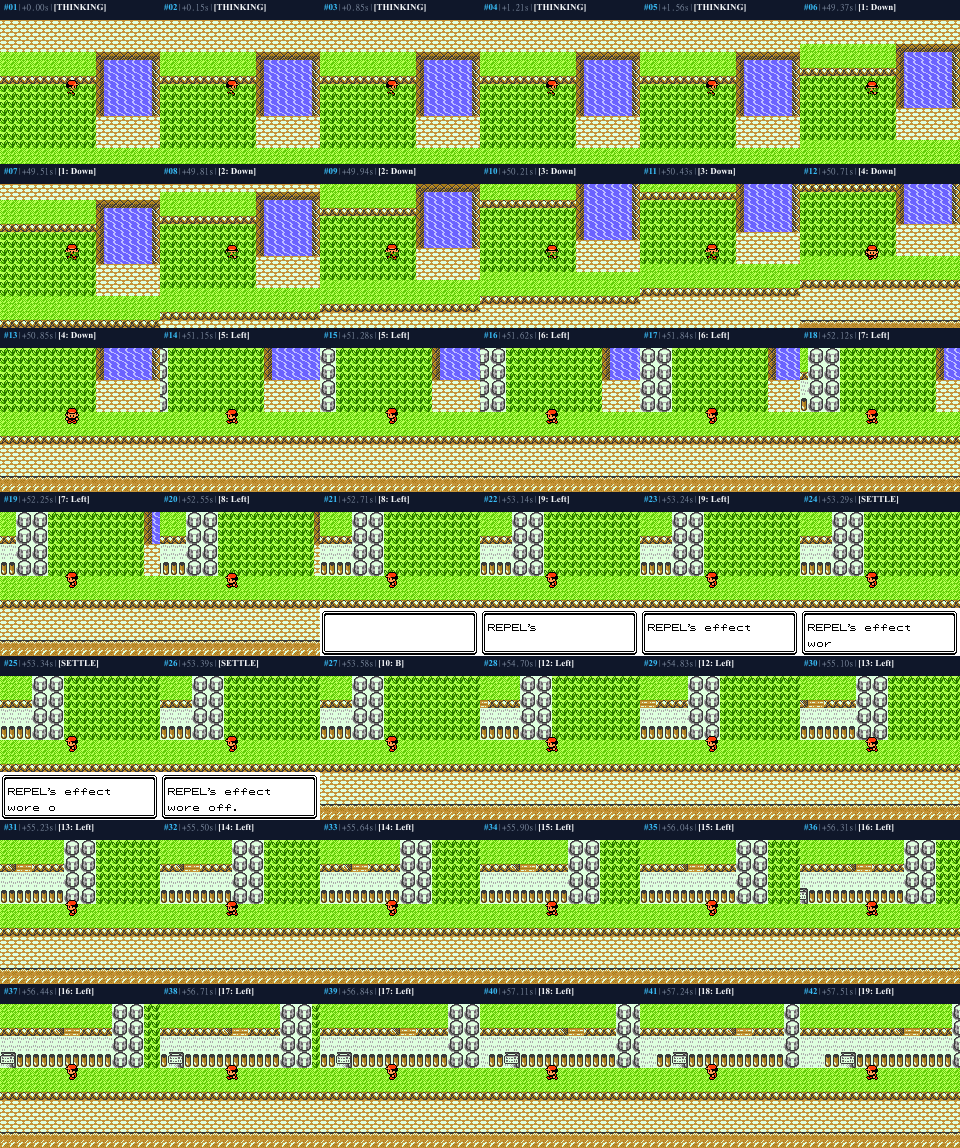 #01|+0.00s|[THINKING]
#02|+0.15s|[THINKING]
#03|+0.85s|[THINKING]
#04|+1.21s|[THINKING]
#05|+1.56s|[THINKING]
#06|+49.37s|[1: Down]
#07|+49.51s|[1: Down]
#08|+49.81s|[2: Down]
#09|+49.94s|[2: Down]
#10|+50.21s|[3: Down]
#11|+50.43s|[3: Down]
#12|+50.71s|[4: Down]
#13|+50.85s|[4: Down]
#14|+51.15s|[5: Left]
#15|+51.28s|[5: Left]
#16|+51.62s|[6: Left]
#17|+51.84s|[6: Left]
#18|+52.12s|[7: Left]
#19|+52.25s|[7: Left]
#20|+52.55s|[8: Left]
#21|+52.71s|[8: Left]
#22|+53.14s|[9: Left]
#23|+53.24s|[9: Left]
#24|+53.29s|[SETTLE]
REPEL's
REPEL's effect
REPEL's effect
wor
#25|+53.34s|[SETTLE]
#26|+53.39s|[SETTLE]
#27|+53.58s|[10: B]
#28|+54.70s|[12: Left]
#29|+54.83s|[12: Left]
#30|+55.10s|[13: Left]
REPEL's effect
wore o
REPEL's effect
wore off.
#31|+55.23s|[13: Left]
#32|+55.50s|[14: Left]
#33|+55.64s|[14: Left]
#34|+55.90s|[15: Left]
#35|+56.04s|[15: Left]
#36|+56.31s|[16: Left]
#37|+56.44s|[16: Left]
#38|+56.71s|[17: Left]
#39|+56.84s|[17: Left]
#40|+57.11s|[18: Left]
#41|+57.24s|[18: Left]
#42|+57.51s|[19: Left]